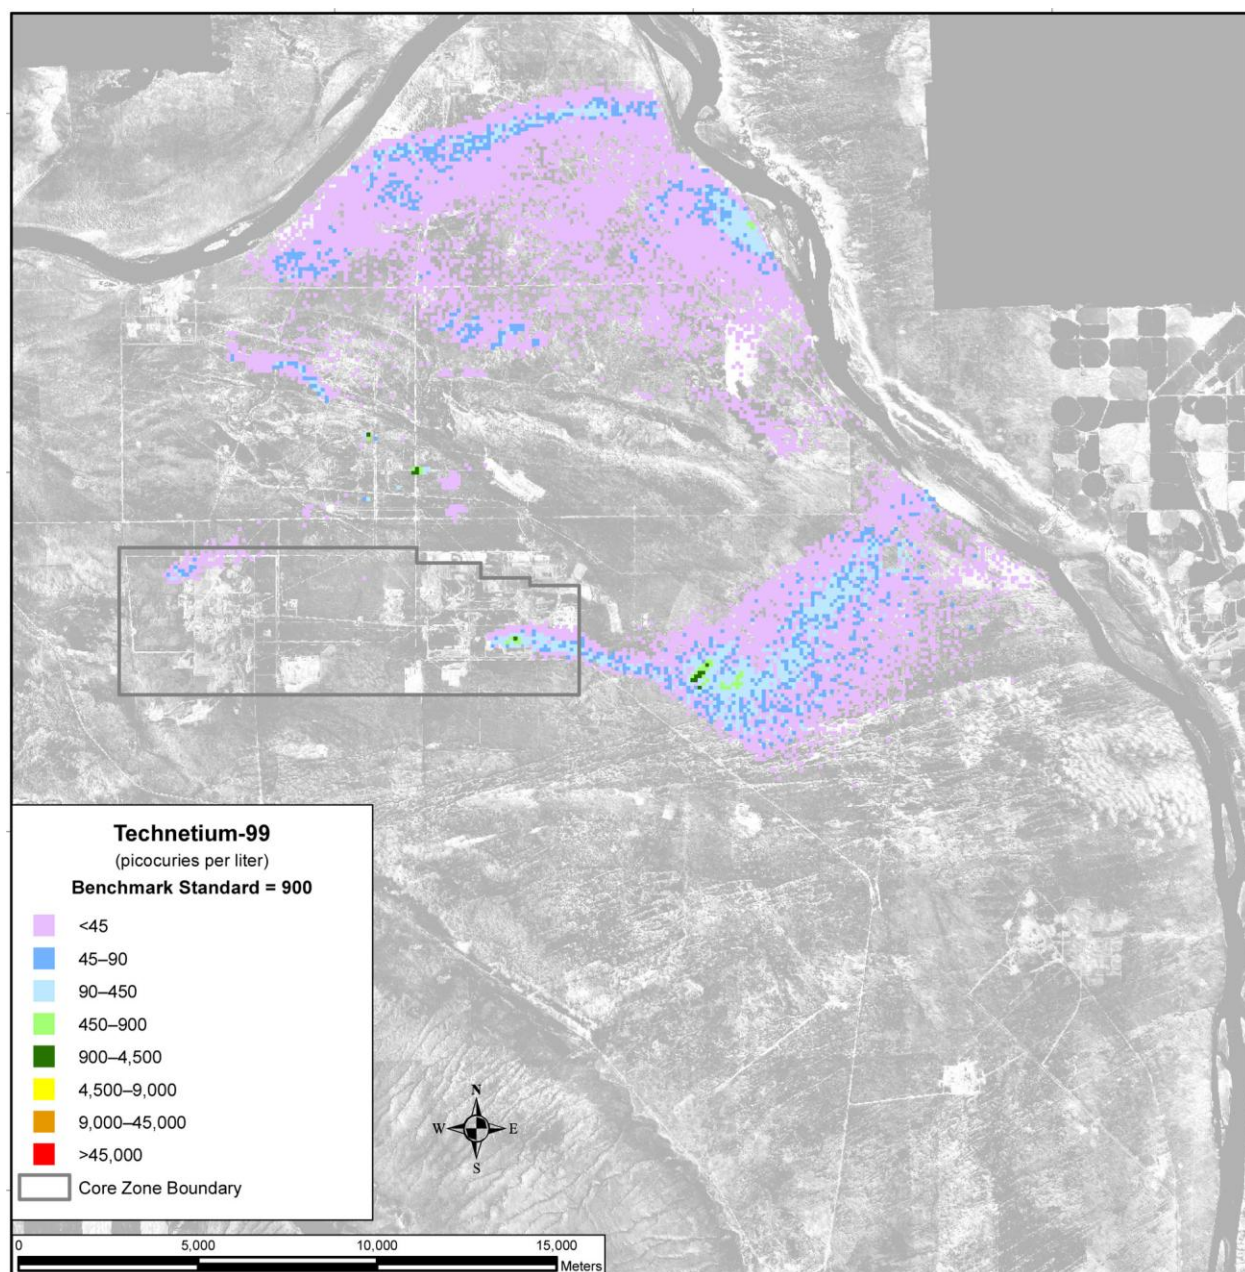 Technetium-99
(picocuries per liter)
Benchmark Standard = 900
<45
45–90
90–450
450–900
900–4,500
4,500–9,000
9,000–45,000
>45,000
Core Zone Boundary
N
W E
S
0 5,000 10,000 15,000
Meters